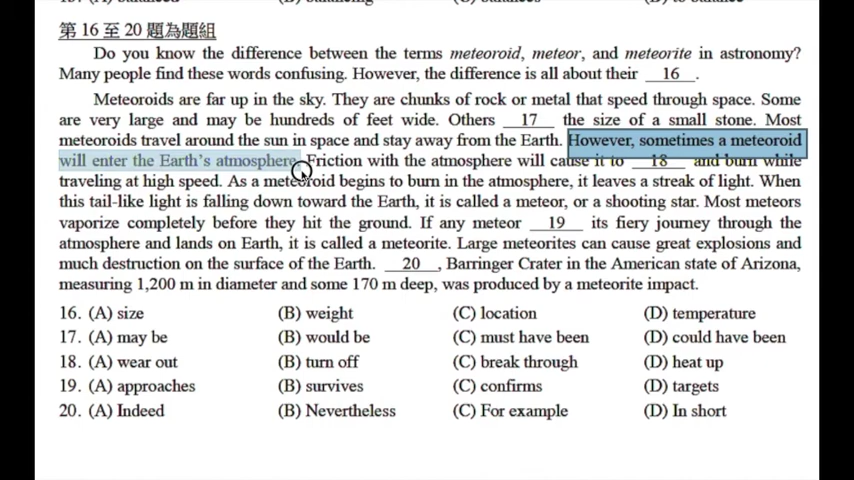 (B) balancing
(C) balances
(D) to balance
第 16 至 20 題為題組
Do you know the difference between the terms meteoroid, meteor, and meteorite in astronomy?
Many people find these words confusing. However, the difference is all about their 16 .
Meteoroids are far up in the sky. They are chunks of rock or metal that speed through space. Some
are very large and may be hundreds of feet wide. Others 17 the size of a small stone. Most
meteoroids travel around the sun in space and stay away from the Earth. However, sometimes a meteoroid
will enter the Earth's atmosphere. Friction with the atmosphere will cause it to 18 and burn while
traveling at high speed. As a meteoroid begins to burn in the atmosphere, it leaves a streak of light. When
this tail-like light is falling down toward the Earth, it is called a meteor, or a shooting star. Most meteors
vaporize completely before they hit the ground. If any meteor 19 its fiery journey through the
atmosphere and lands on Earth, it is called a meteorite. Large meteorites can cause great explosions and
much destruction on the surface of the Earth. 20 , Barringer Crater in the American state of Arizona,
measuring 1,200 m in diameter and some 170 m deep, was produced by a meteorite impact.
16. (A) size (B) weight (C) location (D) temperature
17. (A) may be (B) would be (C) must have been (D) could have been
18. (A) wear out (B) turn off (C) break through (D) heat up
19. (A) approaches (B) survives (C) confirms (D) targets
20. (A) Indeed (B) Nevertheless (C) For example (D) In short